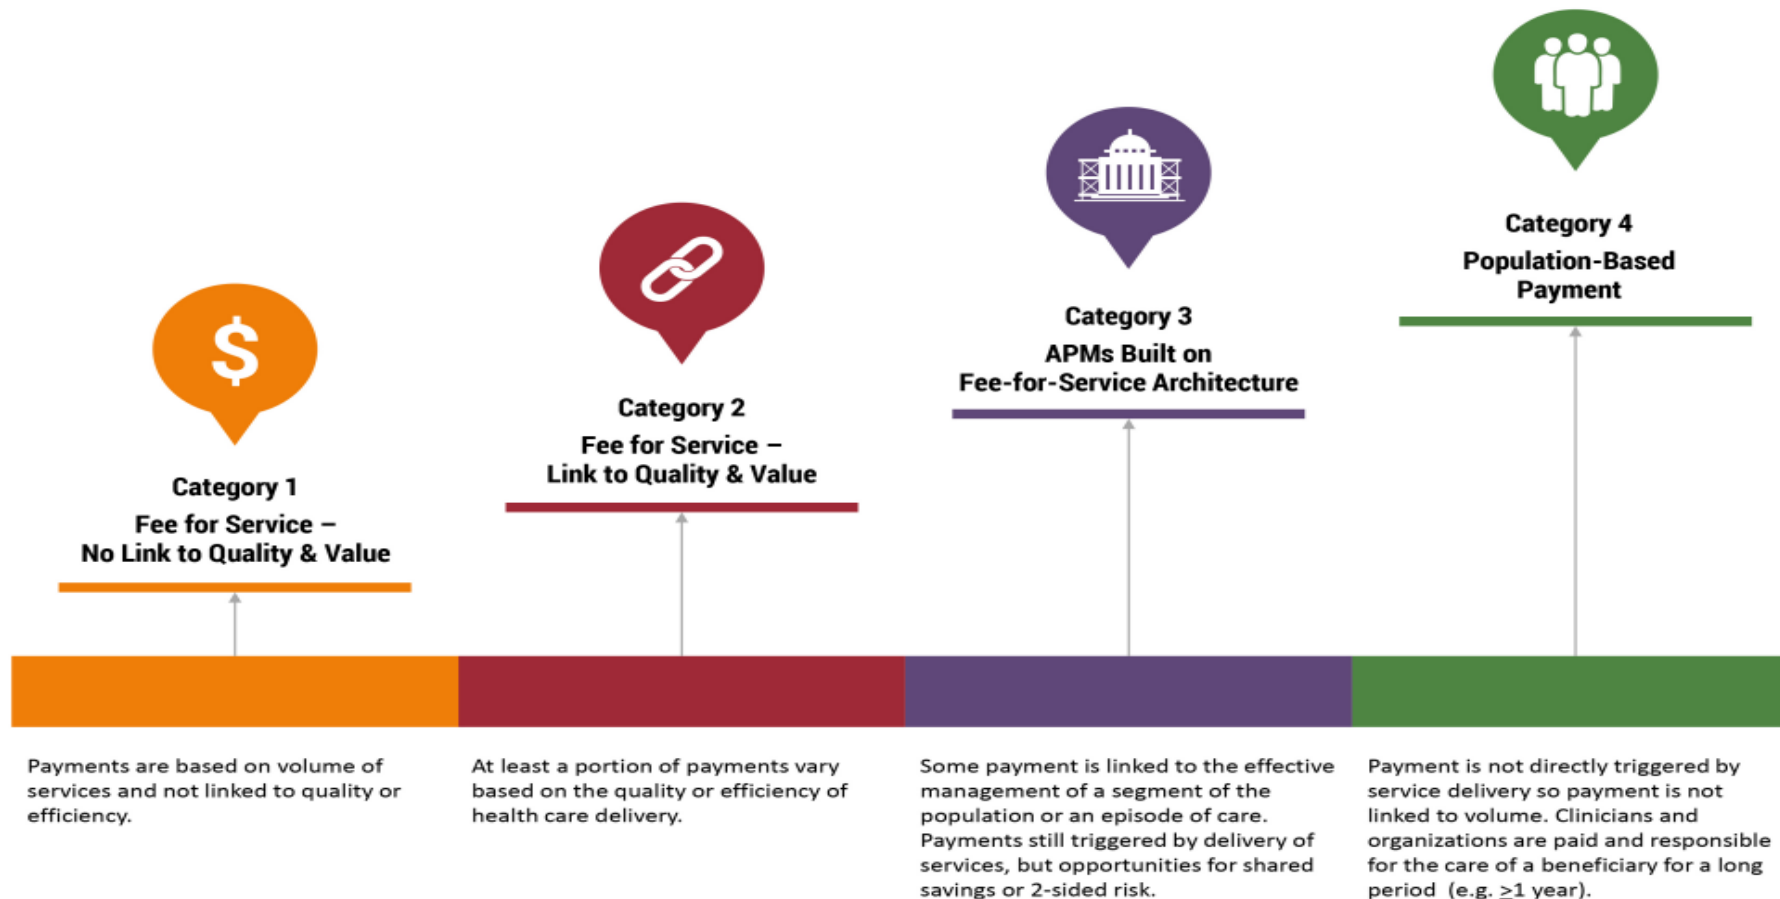 $
Category 1
Fee for Service –
No Link to Quality & Value
Category 2
Fee for Service –
Link to Quality & Value
Category 3
APMs Built on
Fee-for-Service Architecture
Category 4
Population-Based
Payment
Payments are based on volume of
services and not linked to quality or
efficiency.
At least a portion of payments vary
based on the quality or efficiency of
health care delivery.
Some payment is linked to the effective
management of a segment of the
population or an episode of care.
Payments still triggered by delivery of
services, but opportunities for shared
savings or 2-sided risk.
Payment is not directly triggered by
service delivery so payment is not
linked to volume. Clinicians and
organizations are paid and responsible
for the care of a beneficiary for a long
period (e.g. ≥1 year).